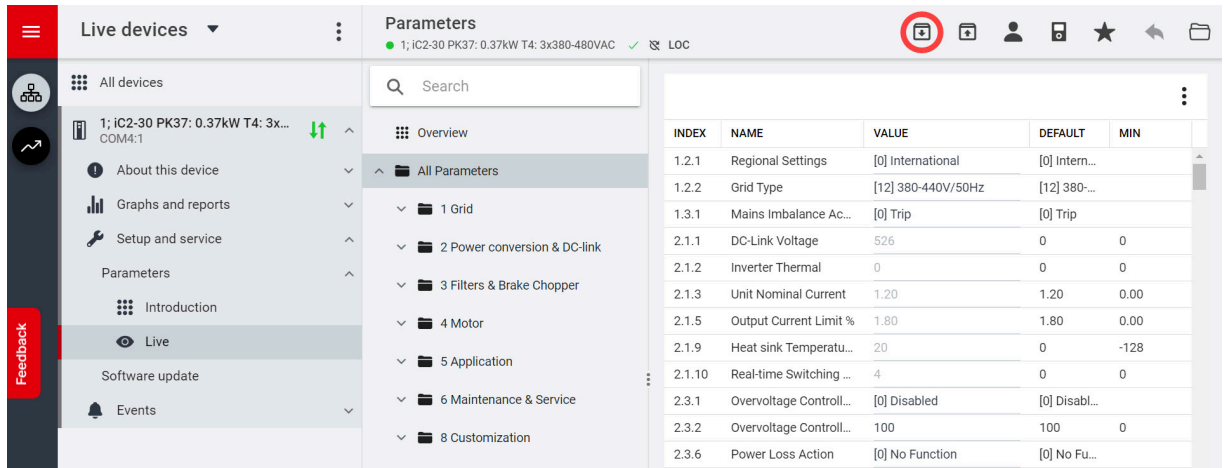 Live devices
Parameters
1; iC2-30 PK37: 0.37kW T4: 3x380-480VAC LOC
All devices
1; iC2-30 PK37: 0.37kW T4: 3x...
COM4:1
About this device
Graphs and reports
Setup and service
Parameters
Introduction
Live
Software update
Events
Feedback
Search
Overview
All Parameters
1 Grid
2 Power conversion & DC-link
3 Filters & Brake Chopper
4 Motor
5 Application
6 Maintenance & Service
8 Customization
INDEX NAME VALUE DEFAULT MIN
1.2.1 Regional Settings [0] International [0] Intern...
1.2.2 Grid Type [12] 380-440V/50Hz [12] 380-...
1.3.1 Mains Imbalance Ac... [0] Trip [0] Trip
2.1.1 DC-Link Voltage 526 0 0
2.1.2 Inverter Thermal 0 0 0
2.1.3 Unit Nominal Current 1.20 1.20 0.00
2.1.5 Output Current Limit % 1.80 1.80 0.00
2.1.9 Heat sink Temperatu... 20 0 -128
2.1.10 Real-time Switching ... 4 0 0
2.3.1 Overvoltage Controll... [0] Disabled [0] Disabl...
2.3.2 Overvoltage Controll... 100 100 0
2.3.6 Power Loss Action [0] No Function [0] No Fu...